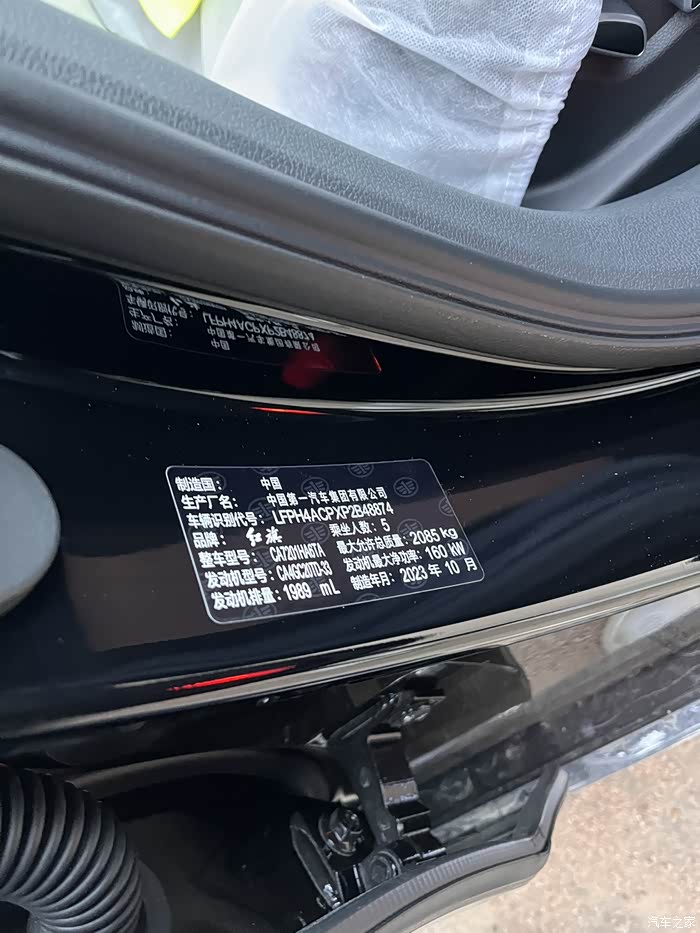 制造国： 中国
生产厂名： 中国第一汽车集团有限公司
车辆识别代号： LFPH4ACPXP2B48874
品牌： 红旗 乘坐人数： 5
整车型号： 最大允许总质量： 2085 kg
发动机型号： CA4GC20TD-33 发动机最大净功率： 160 KW
发动机排量： 1989 mL 制造年月： 2023 年 10 月
汽车之家